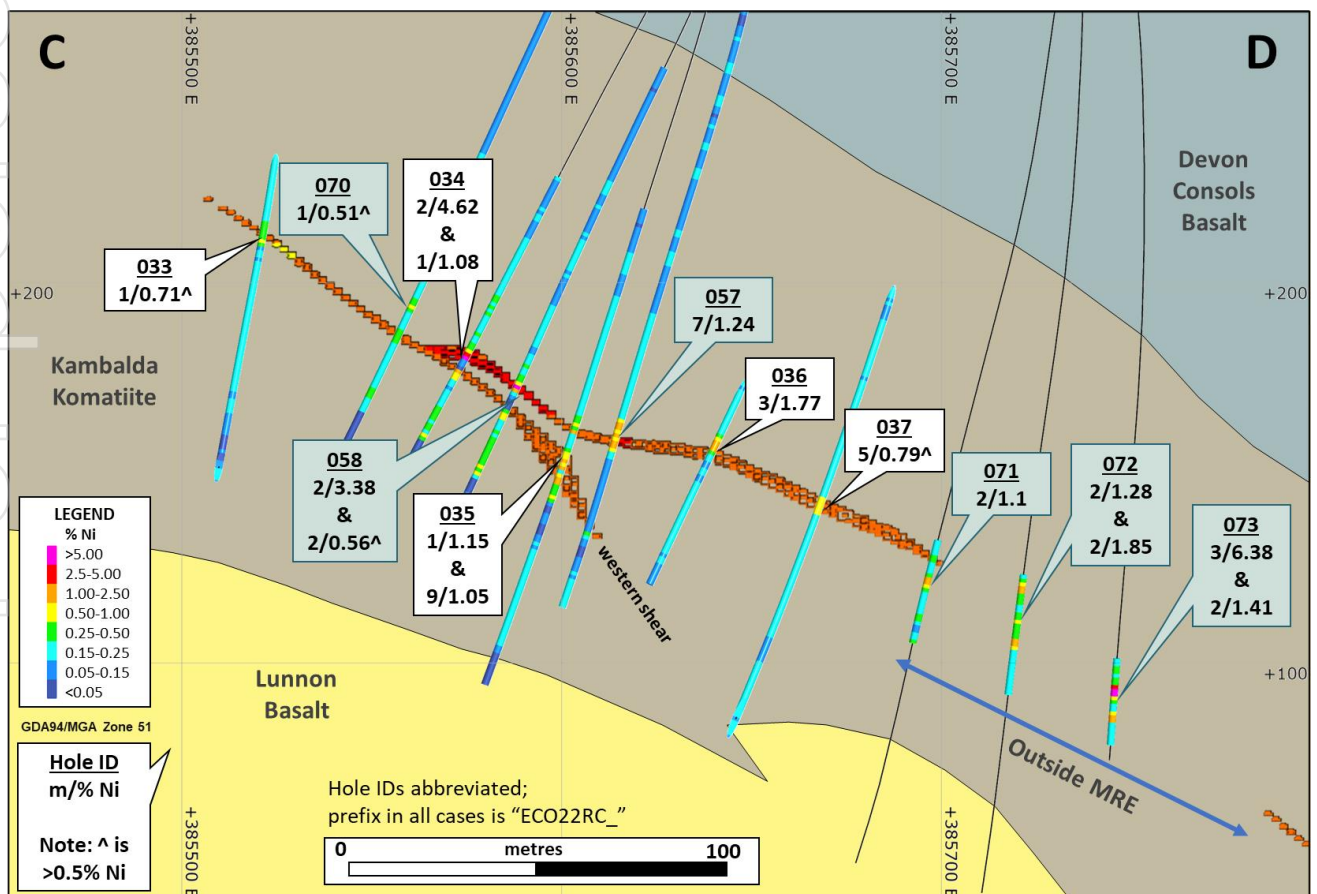 C
D
+385500 E
+385600 E
+385700 E
Devon
Consols
Basalt
070
1/0.51^
034
2/4.62
&
1/1.08
033
1/0.71^
+200
+200
057
7/1.24
036
3/1.77
Kambalda
Komatiite
037
5/0.79^
058
2/3.38
&
2/0.56^
035
1/1.15
&
9/1.05
071
2/1.1
072
2/1.28
&
2/1.85
073
3/6.38
&
2/1.41
western shear
LEGEND
% Ni
>5.00
2.5-5.00
1.00-2.50
0.50-1.00
0.25-0.50
0.15-0.25
0.05-0.15
<0.05
GDA94/MGA Zone 51
Lunnon
Basalt
+100
Outside MRE
Hole ID
m/% Ni
Note: ^ is
>0.5% Ni
Hole IDs abbreviated;
prefix in all cases is “ECO22RC_”
0 metres 100
+385500 E
+385700 E